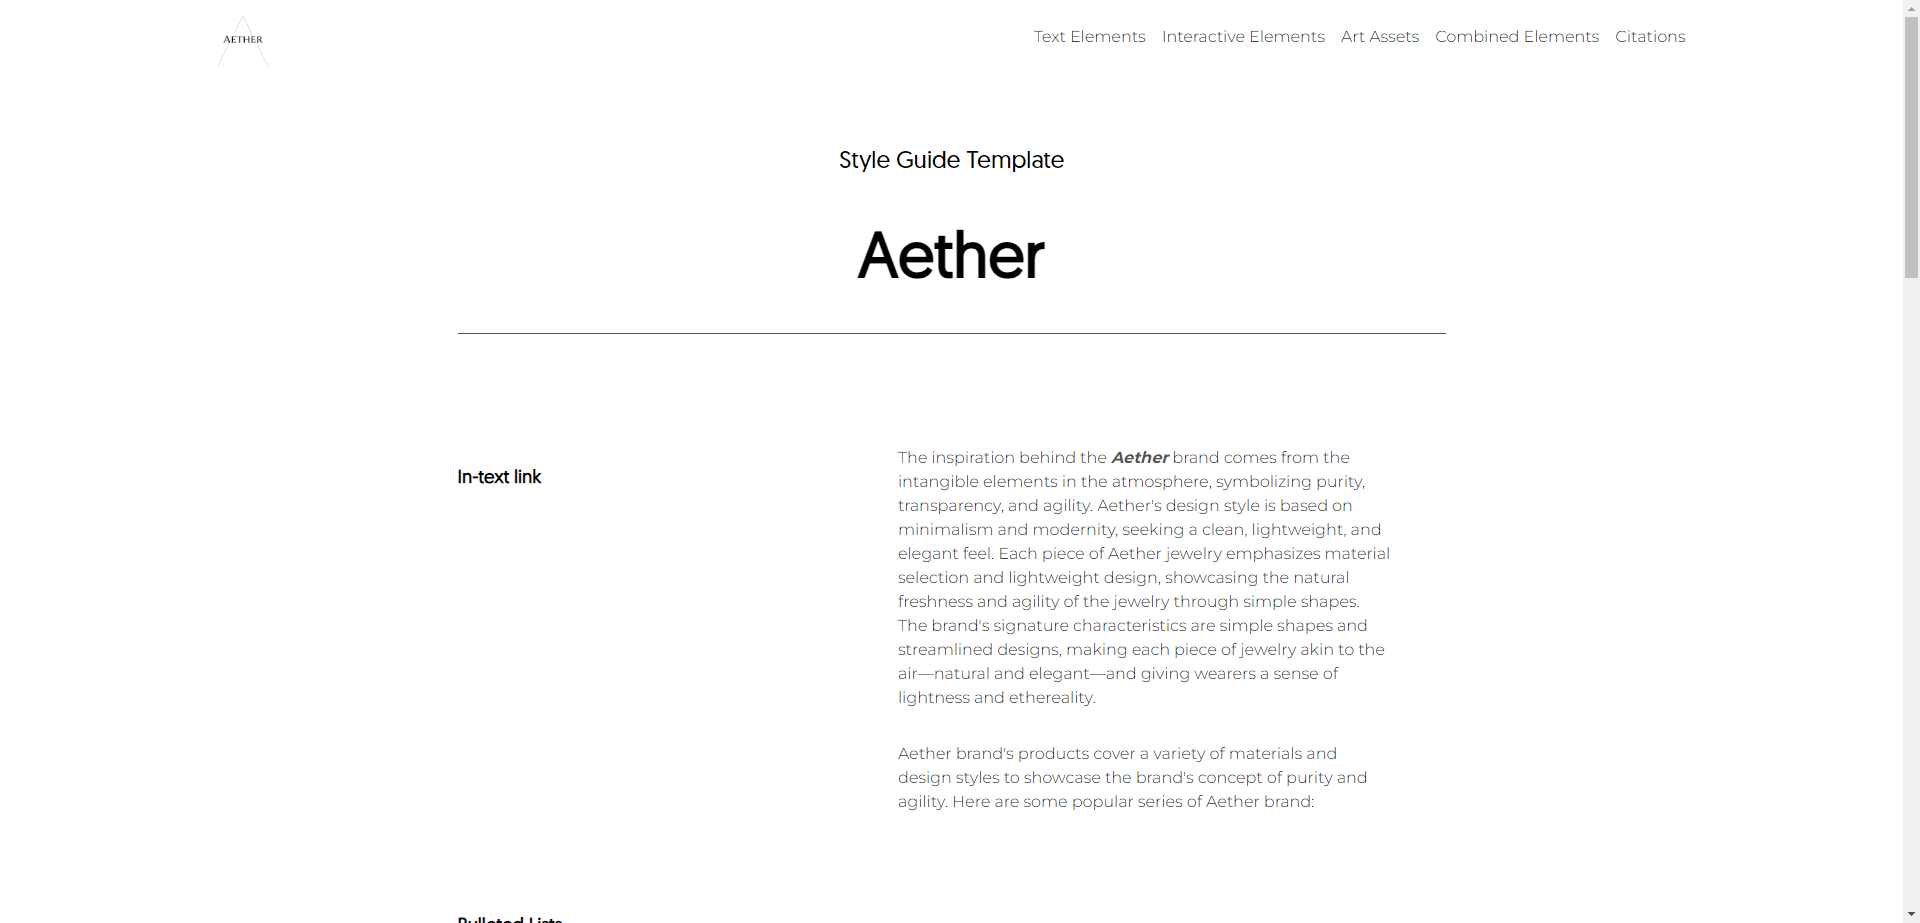 AETHER
Text Elements Interactive Elements Art Assets Combined Elements Citations
Style Guide Template
Aether
In-text link
The inspiration behind the Aether brand comes from the
intangible elements in the atmosphere, symbolizing purity,
transparency, and agility. Aether's design style is based on
minimalism and modernity, seeking a clean, lightweight, and
elegant feel. Each piece of Aether jewelry emphasizes material
selection and lightweight design, showcasing the natural
freshness and agility of the jewelry through simple shapes.
The brand's signature characteristics are simple shapes and
streamlined designs, making each piece of jewelry akin to the
air—natural and elegant—and giving wearers a sense of
lightness and ethereality.
Aether brand's products cover a variety of materials and
design styles to showcase the brand's concept of purity and
agility. Here are some popular series of Aether brand:
Bulleted Lists